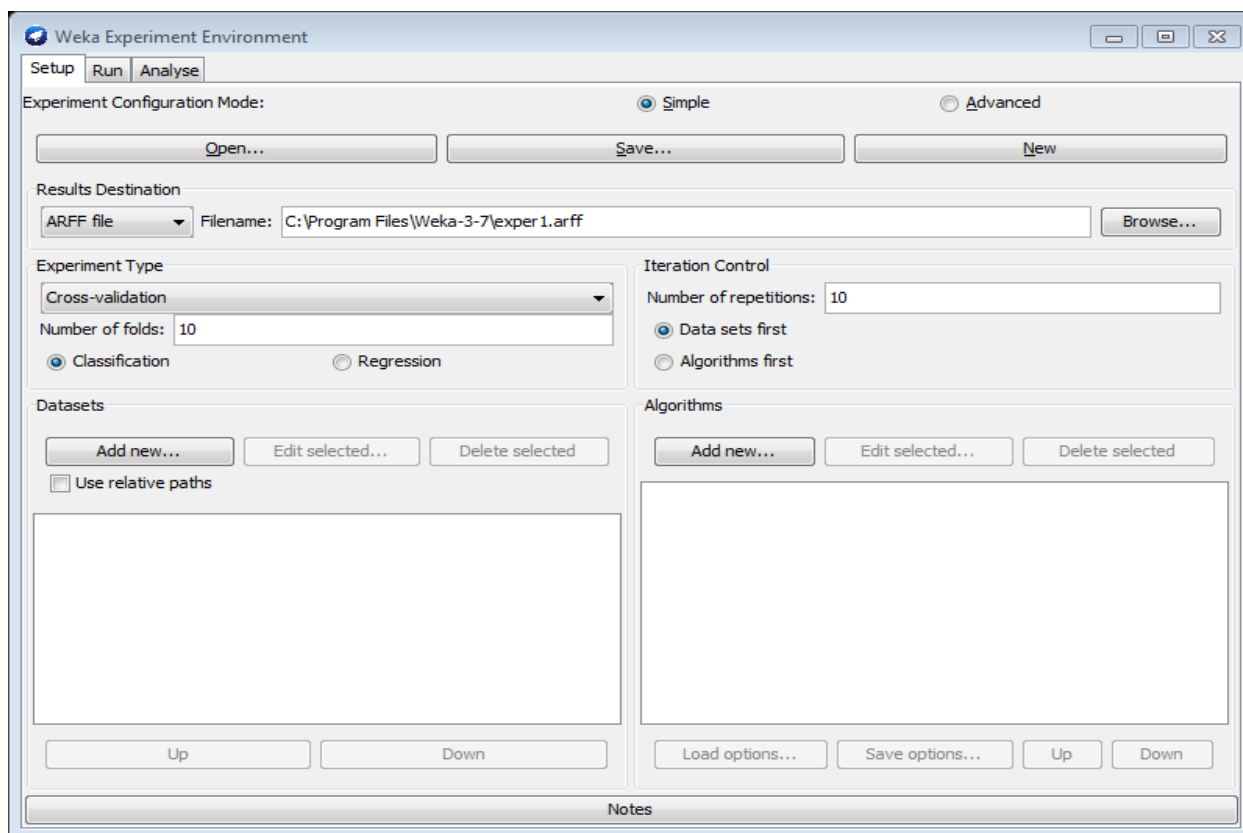 Weka Experiment Environment
Setup Run Analyse
Experiment Configuration Mode: Simple Advanced
Open... Save... New
Results Destination
ARFF file Filename: C:\Program Files\Weka-3-7\exper1.arff Browse...
Experiment Type
Cross-validation
Number of folds: 10
Classification Regression
Iteration Control
Number of repetitions: 10
Data sets first
Algorithms first
Datasets
Add new... Edit selected... Delete selected
Use relative paths
Up Down
Algorithms
Add new... Edit selected... Delete selected
Load options... Save options... Up Down
Notes